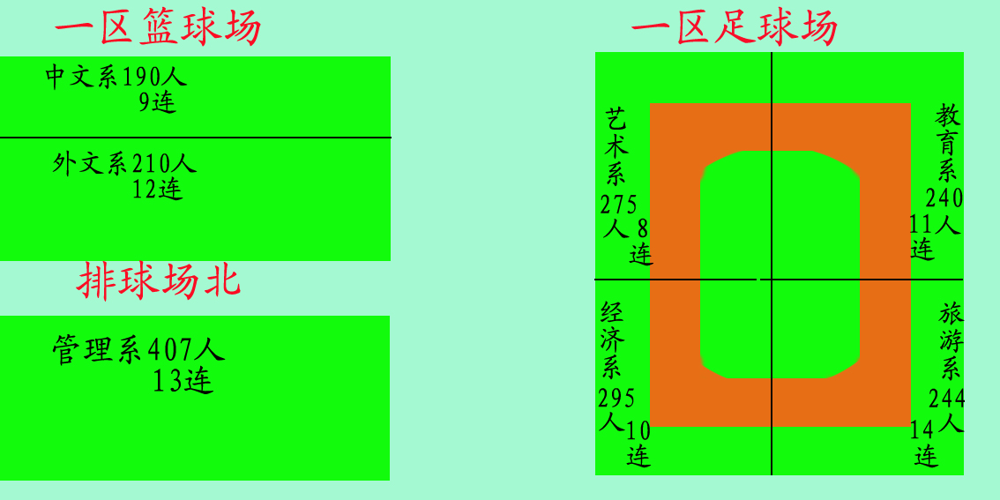 一区篮球场
中文系190人
9连
外文系210人
12连
排球场北
管理系407人
13连
一区足球场
艺术系
275
人 8
连
教育系
240
11人
连
经济系
295
人10
连
旅游系
244
14人
连